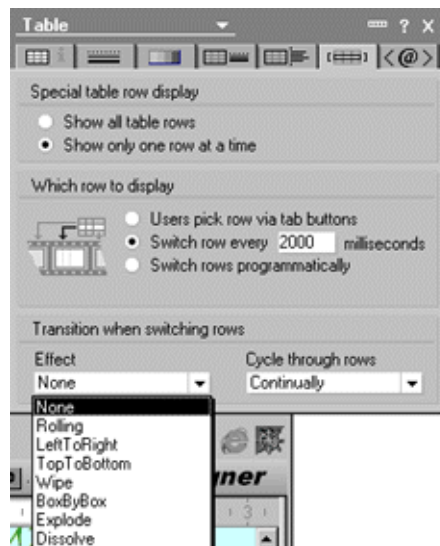 Table
? X
i
<@>
Special table row display
Show all table rows
Show only one row at a time
Which row to display
Users pick row via tab buttons
Switch row every 2000 milliseconds
Switch rows programmatically
Transition when switching rows
Effect
Cycle through rows
None
Continually
None
Rolling
LeftToRight
TopToBottom
Wipe
BoxByBox
Explode
Dissolve
3